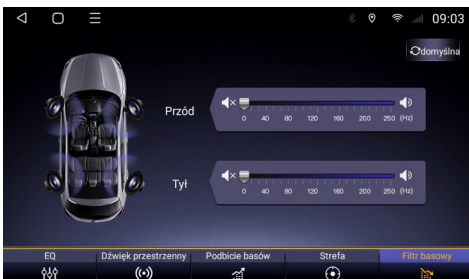 09:03
domyślna
Przód
0 40 80 120 160 200 250 (Hz)
Tył
0 40 80 120 160 200 250 (Hz)
EQ Dźwięk przestrzenny Podbicie basów Strefa Filtr basowy